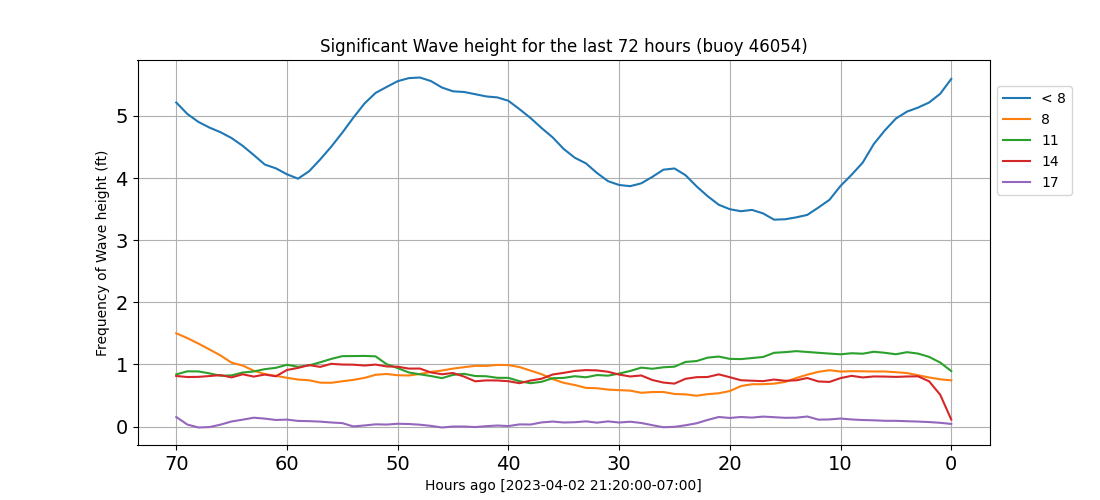 Significant Wave height for the last 72 hours (buoy 46054)
Frequency of Wave height (ft)
5
4
3
2
1
0
70 60 50 40 30 20 10 0
Hours ago [2023-04-02 21:20:00-07:00]
< 8
8
11
14
17